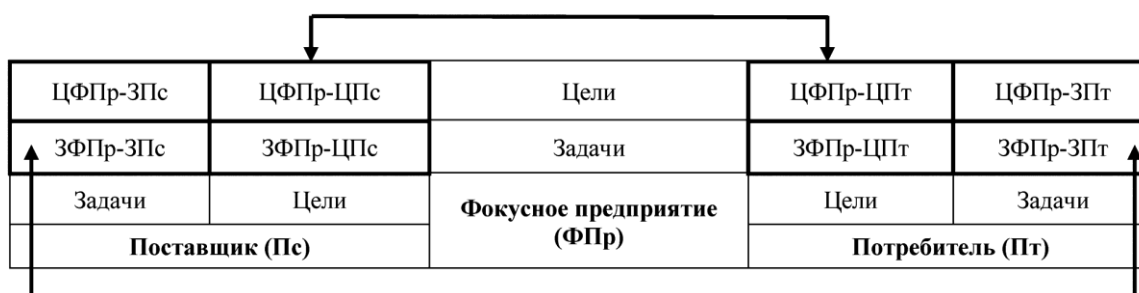 ЦФПр-ЗПс ЦФПр-ЦПс Цели ЦФПр-ЦПт ЦФПр-ЗПт
ЗФПр-ЗПс ЗФПр-ЦПс Задачи ЗФПр-ЦПт ЗФПр-ЗПт
Задачи Цели Фокусное предприятие (ФПр) Цели Задачи
Поставщик (Пс) Потребитель (Пт)